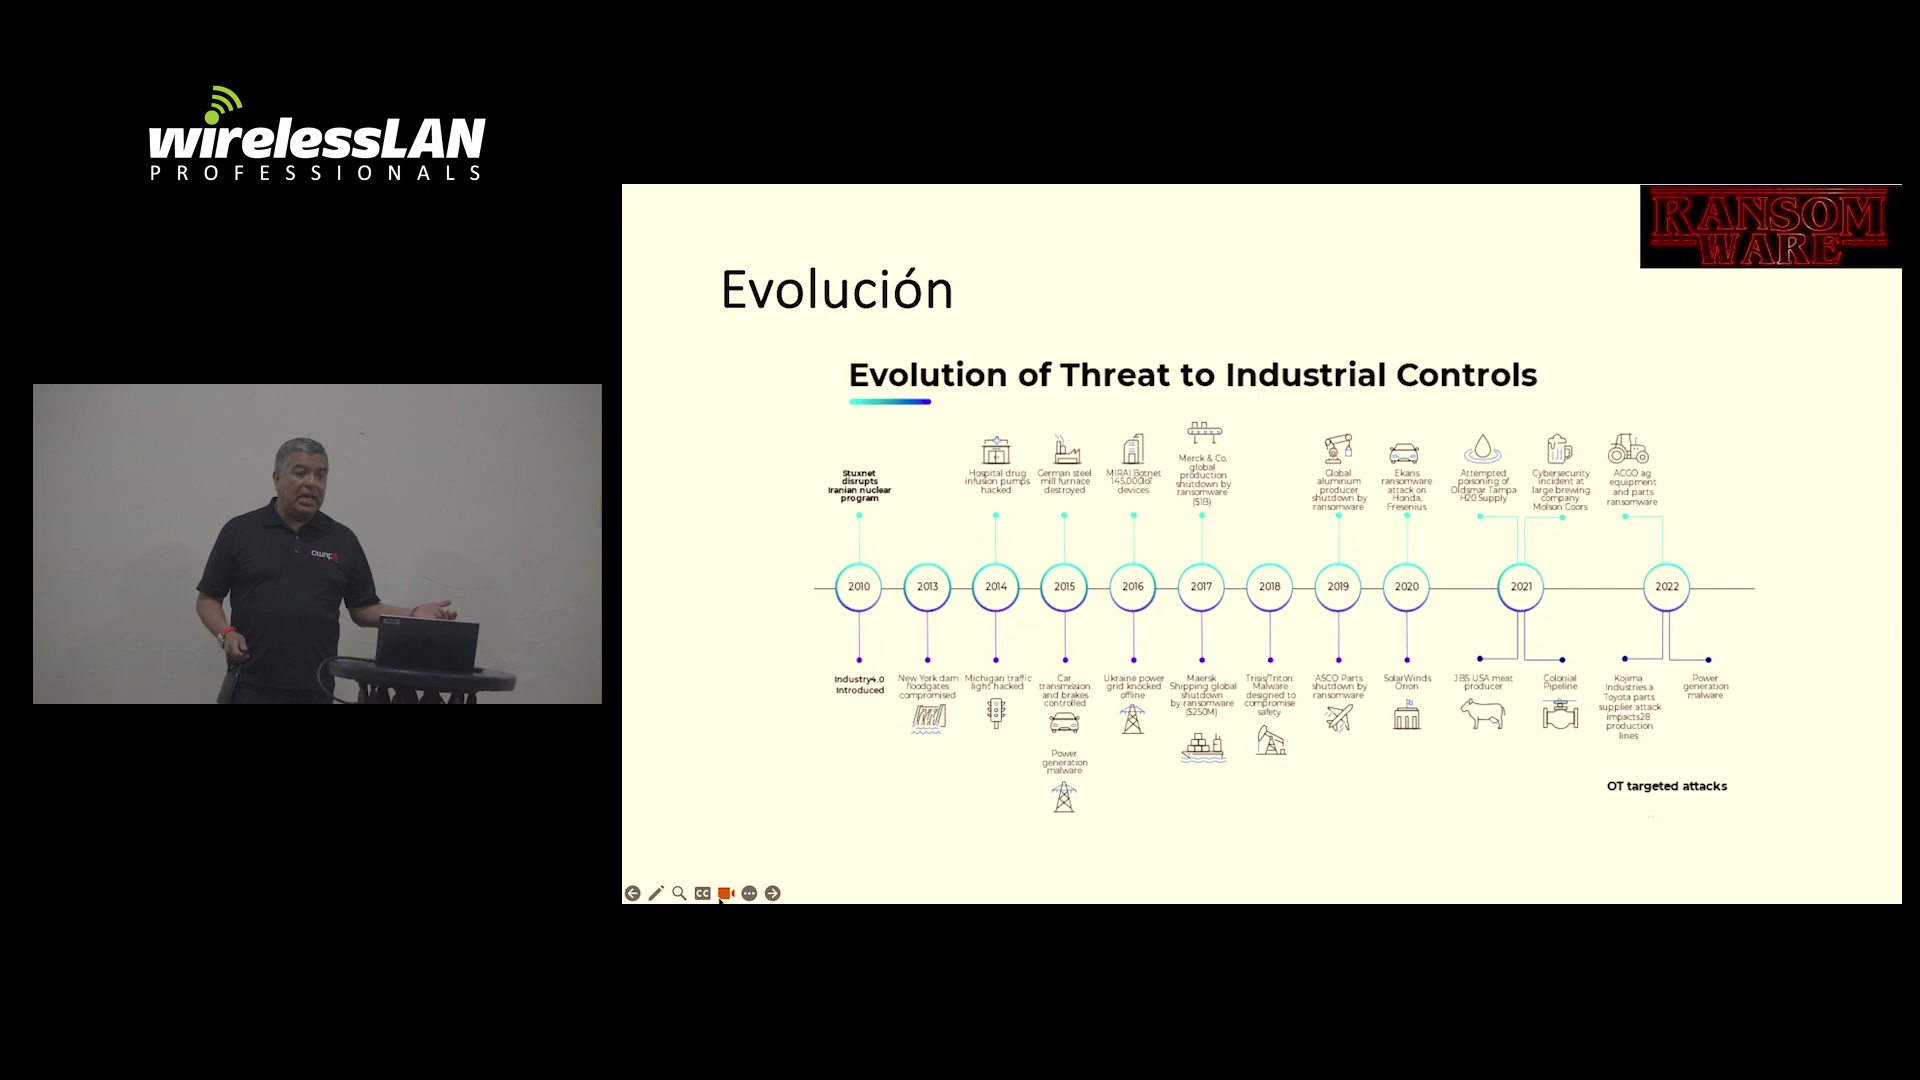 wirelessLAN
PROFESSIONALS
RANSOM
WARE
Evolución
Evolution of Threat to Industrial Controls
Stuxnet
disrupts
Iranian nuclear
program
Hospital drug
infusion pumps
hacked
German steel
mill furnace
destroyed
MIRAI Botnet
145,000IoT
devices
Merck & Co.
global
production
shutdown by
ransomware
($1B)
Global
aluminum
producer
shutdown by
ransomware
Ekans
ransomware
attack on
Honda,
Fresenius
Attempted
poisoning of
Oldsmar Tampa
H20 Supply
Cybersecurity
incident at
large brewing
company
Molson Coors
ACGO ag
equipment
and parts
ransomware
2010
2013
2014
2015
2016
2017
2018
2019
2020
2021
2022
Industry4.0
Introduced
New York dam
floodgates
compromised
Michigan traffic
light hacked
Car
transmission
and brakes
controlled
Power
generation
malware
Ukraine power
grid knocked
offline
Maersk
Shipping global
shutdown
by ransomware
($250M)
Trisis/Triton:
Malware
designed to
compromise
safety
ASCO Parts
shutdown by
ransomware
SolarWinds
Orion
JBS USA meat
producer
Colonial
Pipeline
Kojima
Industries a
Toyota parts
supplier attack
impacts28
production
lines
Power
generation
malware
OT targeted attacks
CC